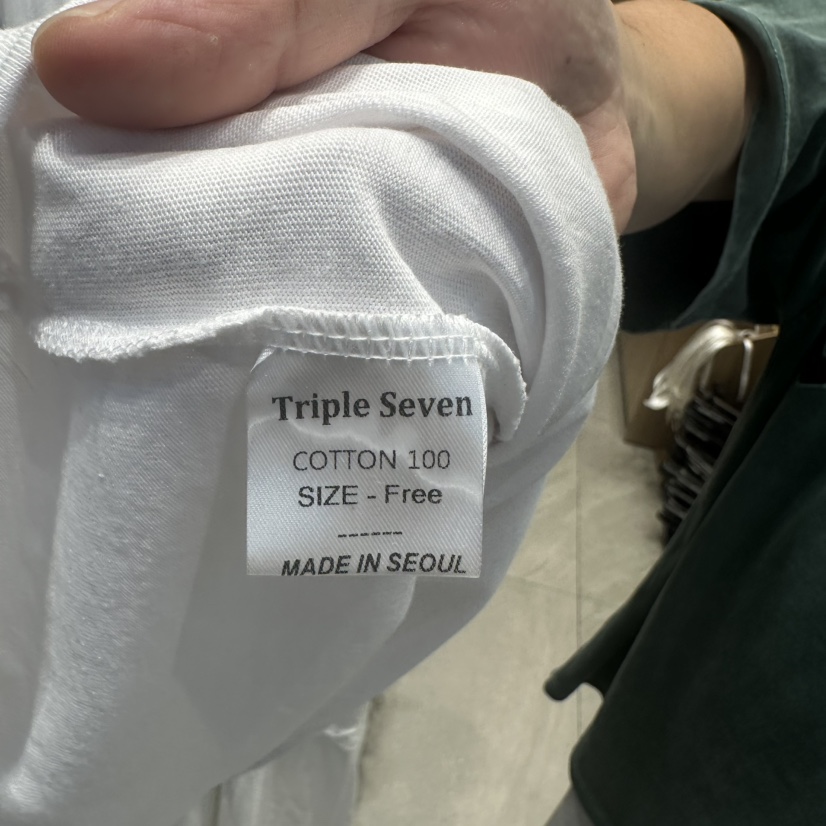 Triple Seven
COTTON 100
SIZE - Free
------
MADE IN SEOUL